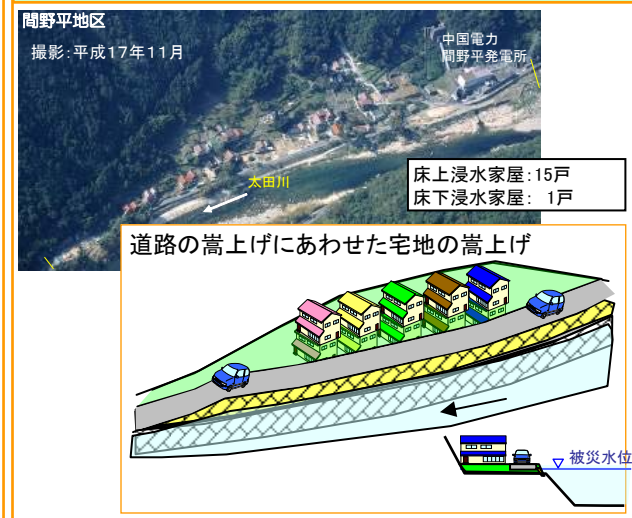 間野平地区
撮影:平成17年11月
中国電力
間野平発電所
太田川
床上浸水家屋:15戸
床下浸水家屋: 1戸
道路の嵩上げにあわせた宅地の嵩上げ
被災水位